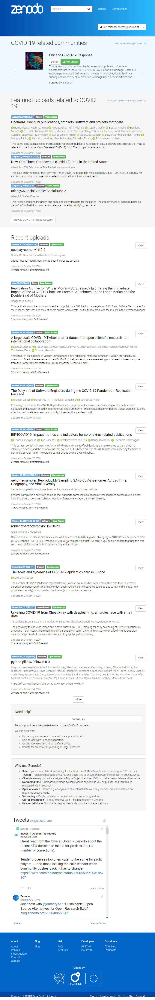 zenodo
Search
Upload
Communities
karl-michael.hoeferl@uibk.ac.at
COVID-19 related communities
Need help uploading? Contact us
Chicago COVID-19 Response
Browse
New upload
This repository community collects research outputs and information
objects relevant to the COVID-19 / SARS-CoV-2 efforts in Chicago. Users are
encouraged to upload their research objects in this collection to facilitate
sharing and discovery of information. Although Open Access articles and...
Curated by: saragon
Featured uploads related to COVID-
19
Want your dataset featured? Contact us
August 12, 2020 (v1.0) Dataset Open Access
OpenAIRE Covid-19 publications, datasets, software and projects metadata.
Bardi, Alessia; Kuchma, Iryna; Pavone, Gina; Artini, Michele; Atzori, Claudio; Bäcker, Amelie; Baglioni,
Miriam; Czerniak, Andreas; De Bonis, Michele; Dimitropoulos, Harry; Foufoulas, Ioannis; Horst, Marek; Iatropoulou,
Katerina; Jacewicz, Przemyslaw; Kokogiannaki, Argiro; La Bruzzo, Sandro; Lazzeri, Emma; Löhden, Aenne;
Manghi, Paolo; Mannocci, Andrea; Manola, Natalia; Ottonello, Enrico; Schirrwagen, Jochen
This dump provides access to the metadata records of publications, research data, software and projects that may be
relevant to the Corona Virus Disease (COVID-19) fight. The dump contains records...
Uploaded on October 21, 2020
August 12, 2020 (v8-10-2020) Software Open Access
New York Times Coronavirus (Covid-19) Data in the United States
Albert Sun; Tiff Fehr; Archie Tse; Rachel; Wilson Andrews
This is an archived fork of the New York Times Covid-19 data public repo, created August 10th, 2020. It is purely for
archiving and citing purposes for academic publication. All work, credit, and...
Uploaded on October 21, 2020
August 13, 2020 (vv1.0) Software Open Access
tsleng93/SocialBubble: SocialBubble
tsleng93; Stefan Flasche
This release contains the underlying code and extended data for the paper "The effectiveness of social bubbles as
part of a COVID-19 lockdown exit strategy, a modelling study" by Leng et al.
Uploaded on October 21, 2020
Browse COVID-19 related research
Recent uploads
October 20, 2020 (vv16.2.4) Software Open Access
View
ocelhay/como: v16.2.4
Olivier; Bo Gao; SaiTheinThanTun; ricardoaguas
added hospital requirement plot to baseline update epi data
Uploaded on October 20, 2020
19 more version(s) exist for this record
June 13, 2020 (v4) Other Open Access
View
Replication Archive for "Why is Mommy So Stressed? Estimating the Immediate
Impact of the COVID-19 Shock on Parental Attachment to the Labor Market and the
Double Bind of Mothers
Heggeness, Misty L.
This replication archive contains three files. A public use CPS file for January-May of 2019 and 2020, a file of dates for
state school closures and stay-at-home orders, and a Stata .do file that reproduces the results in the referenced paper.
Uploaded on October 20, 2020
3 more version(s) exist for this record
October 18, 2020 (v32) Dataset Open Access
View
A large-scale COVID-19 Twitter chatter dataset for open scientific research - an
international collaboration
Banda, Juan M.; Tekumalla, Ramya; Wang, Guanyu; Yu, Jingyuan; Liu, Tuo; Ding, Yuning; Artemova, Katya;
Tutubalina, Elena; Chowell, Gerardo
Version 32 of the dataset. In version 30 we added a few additional historical tweets in Russian provided by our
coauthors. Due to the relevance of the COVID-19 global pandemic, we are releasing our dataset of tweets acquired
from the Twitter Stream related to COVID-19 chatter. Since our first...
Uploaded on October 18, 2020
32 more version(s) exist for this record
October 18, 2020 (v1.0) Dataset Open Access
View
The Daily Life of Software Engineers during the COVID-19 Pandemic -- Replication
Package
Russo, Daniel; Hanel, Paul H. P.; Altnickel, Seraphina; Van Berkel, Niels
Following the onset of the COVID-19 pandemic and subsequent lockdowns, software engineers' daily life was
disrupted and abruptly forced into remote working from home. This change deeply impacted typical working routines,
affecting both well-being and productivity. Moreover, this pandemic will...
Uploaded on October 18, 2020
October 17, 2020 (v19) Dataset Open Access
View
BIP4COVID19: Impact metrics and indicators for coronavirus related publications
Thanasis Vergoulis; Ilias Kanellos; Serafeim Chatzopoulos; Danae Pla Karidi; Theodore Dalamagas
This dataset contains impact metrics and indicators for a set of publications that are related to the COVID-19
infectious disease and the coronavirus that causes it. It is based on: The CORD-19 dataset released by the team of
Semantic Scholar1 and The curated data provided by the LitCovid hub2....
Uploaded on October 17, 2020
24 more version(s) exist for this record
October 17, 2020 (v2020.8.0) Software Open Access
View
genome-sampler: Reproducibly Sampling SARS-CoV-2 Genomes Across Time,
Geography, and Viral Diversity
Center for Applied Microbiome Science, Pathogen and Microbiome Institute
genome-sampler is a software package that supports sampling collections of viral genomes across multiple axes
including time of genome isolation, location of genome isolation, and viral diversity.
Uploaded on October 17, 2020
1 more version(s) exist for this record
October 15, 2020 (v12-10-20) Software Open Access
View
roblanf/sarscov2phylo: 12-10-20
roblanf; Richard Mansfield
Citation and reuse Please cite this release as: Lanfear, Rob (2020). A global phylogeny of SARS-CoV-2 sequences from
GISAID. Zenodo DOI: 10.5281/zenodo.3958883 You can visit that DOI here: If you publish papers that use this tree
you must still follow the GISAID data sharing and attribution...
Uploaded on October 15, 2020
32 more version(s) exist for this record
September 29, 2020 (v1) Dataset Open Access
View
The scale and dynamics of COVID-19 epidemics across Europe
Dye, Christopher
The number of COVID-19 deaths reported from European countries has varied more than 100-fold. In terms of
coronavirus transmission, the relatively low death rates in some countries could be due to low intrinsic (e.g. low
population density) or imposed contact rates (e.g. non-pharmaceutical...
Uploaded on October 14, 2020
September 22, 2020 (v2) Journal article Open Access
View
Unveiling COVID-19 from Chest X-ray with deeplearning: a hurdles race with small
data
Tartaglione, Enzo; Barbano, Carlo Alberto; Berzovini, Claudio; Calandri, Marco; Grangetto, Marco
The possibility to use widespread and simple chestX-ray (CXR) imaging for early screening of COVID-19 patientsis
attracting much interest from both the clinical and the AIcommunity. In this study we provide insights and also
raisewarnings on what is reasonable to expect by applying deeplearning...
Uploaded on October 14, 2020
1 more version(s) exist for this record
October 14, 2020 (v8.0.0) Software Open Access
View
python-pillow/Pillow 8.0.0
Hugo van Kemenade; wiredfool; Andrew Murray; Alex Clark; Alexander Karpinsky; nulano; Christoph Gohlke; Jon
Dufresne; Brian Crowell; David Schmidt; Alastair Houghton; Konstantin Kopachev; Sandro Mani; Steve Landey; vashek;
Josh Ware; Jason; David Caro; Steve Kossouho; Riley Lahd; Stanislau T.; Antony Lee; Eric W. Brown; Oliver Tonnhofer;
Mickael Bonfill; Peter Rowlands (변기호); Fahad Al-Saidi; Michał Górny; Mikhail Korobov; Marcin Kurczewski
https://pillow.readthedocs.io/en/stable/releasenotes/8.0.0.html
Uploaded on October 14, 2020
30 more version(s) exist for this record
More
Need help?
Contact us
Zenodo prioritizes all requested related to the COVID-19 outbreak.
We can help with:
Uploading your research data, software, preprints, etc.
One-on-one with Zenodo supporters.
Quota increases beyond our default policy.
Scripts for automated uploading of larger datasets.
Why use Zenodo?
Safe — your research is stored safely for the future in CERN's Data Centre for as long as CERN exists.
Trusted — built and operated by CERN and OpenAIRE to ensure that everyone can join in Open Science.
Citeable — every upload is assigned a Digital Object Identifier (DOI), to make them citable and trackable.
No waiting time — Uploads are made available online as soon as you hit publish, and your DOI is
registered within seconds.
Open or closed — Share e.g. anonymized clinical trial data with only medical professionals via our
restricted access mode.
Versioning — Easily update your dataset with our versioning feature.
GitHub integration — Easily preserve your GitHub repository in Zenodo.
Usage statisics — All uploads display standards compliant usage statistics
Tweets by @ZENODO_ORG
Zenodo Retweeted
IOI
Invest in Open Infrastructure
@InvestInOpen
Great read from the folks at Dryad + Zenodo about the
recent 4TU decision to take a for-profit route (+ a
number of corrections).
Tender processes too often cater to the same for-profit
players … and those issuing the calls wonder when
community pushes back. It has to change.
https://twitter.com/datadryad/status/1300450662031867
907
Aug 31, 2020
zenodo
Zenodo
@ZENODO_ORG
Joint post with @datadryad : “Sustainable, Open
Source Alternatives for Open Research Exist”
blog.zenodo.org/2020/08/27/202…
Embed
View on Twitter
About
Blog
Help
Developers
Contribute
About
Blog
FAQ
REST API
GitHub
Policies
Features
OAI-PMH
Donate
Infrastructure
Principles
Contact
Funded by
CERN
OpenAIRE
Powered by CERN Data Centre & Invenio
Status
Privacy policy
Terms of Use
Support